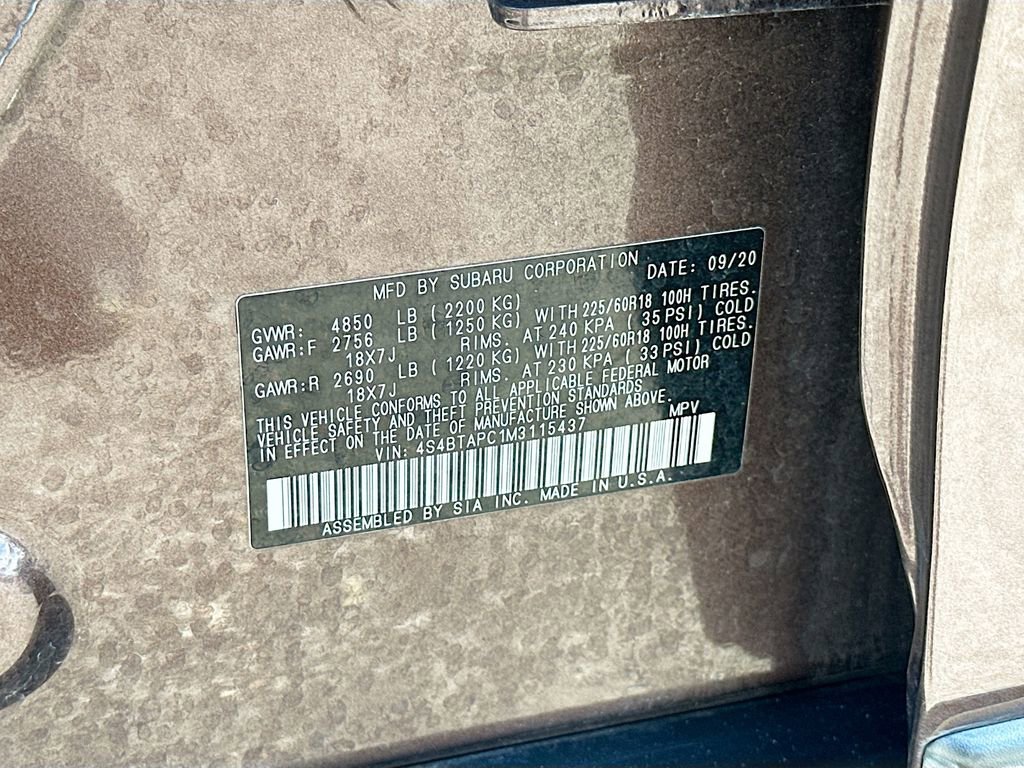 MFD BY SUBARU CORPORATION DATE: 09/20
GVWR: 4850 LB ( 2200 KG)
GAWR:F 2756 LB ( 1250 KG) WITH 225/60R18 100H TIRES.
18X7J RIMS. AT 240 KPA ( 35 PSI) COLD
GAWR:R 2690 LB ( 1220 KG) WITH 225/60R18 100H TIRES.
18X7J RIMS. AT 230 KPA ( 33 PSI) COLD
THIS VEHICLE CONFORMS TO ALL APPLICABLE FEDERAL MOTOR
VEHICLE SAFETY AND THEFT PREVENTION STANDARDS
IN EFFECT ON THE DATE OF MANUFACTURE SHOWN ABOVE.
VIN: 4S4BTAPC1M3115437 MPV
ASSEMBLED BY SIA INC. MADE IN U.S.A.